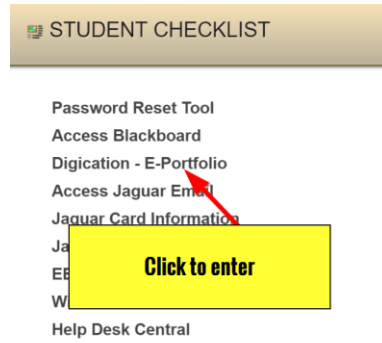 STUDENT CHECKLIST
Password Reset Tool
Access Blackboard
Digication - E-Portfolio
Access Jaguar Email
Jaguar Card Information
Click to enter
Help Desk Central